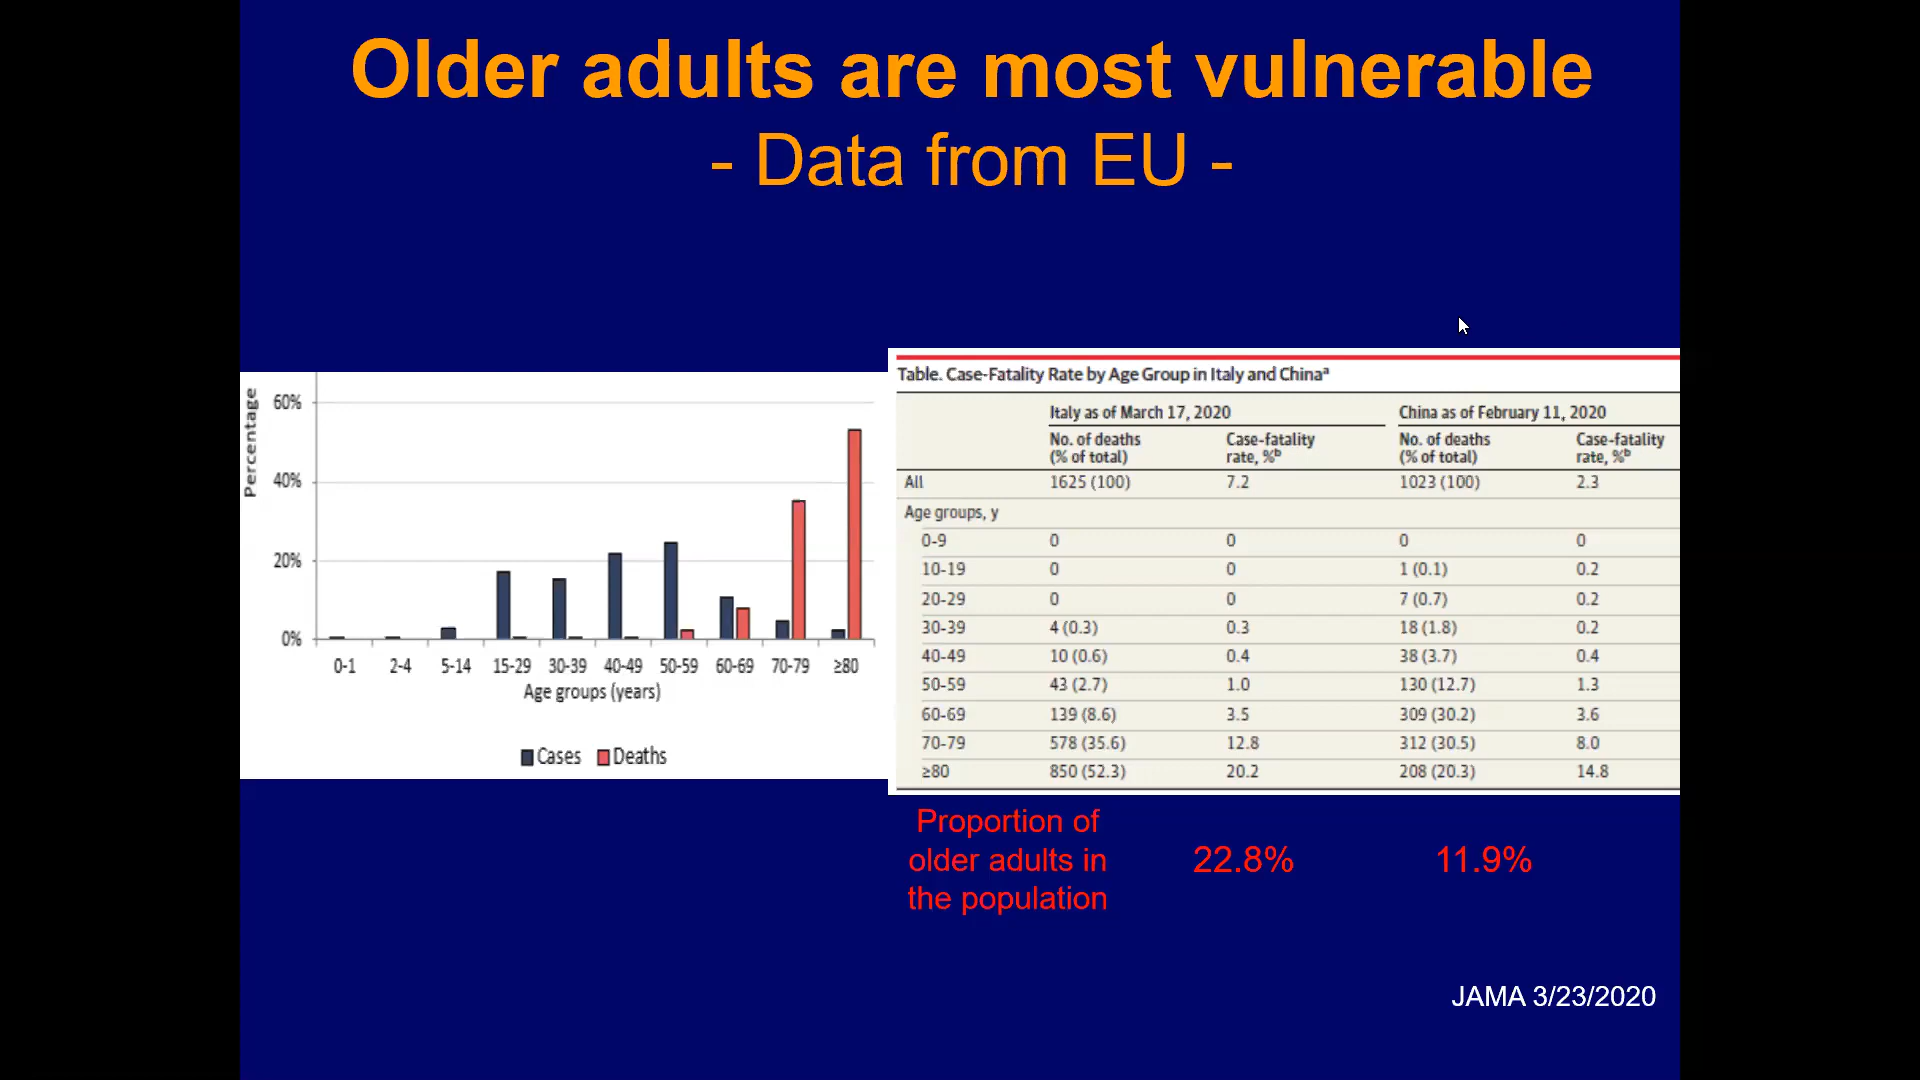 Older adults are most vulnerable
- Data from EU -
Percentage
60%
40%
20%
0%
0-1 2-4 5-14 15-29 30-39 40-49 50-59 60-69 70-79 ≥80
Age groups (years)
Cases Deaths
Table. Case-Fatality Rate by Age Group in Italy and Chinaª
Italy as of March 17, 2020 China as of February 11, 2020
No. of deaths Case-fatality No. of deaths Case-fatality
(% of total) rate, %ᵇ (% of total) rate, %ᵇ
All 1625 (100) 7.2 1023 (100) 2.3
Age groups, y
0-9 0 0 0 0
10-19 0 0 1 (0.1) 0.2
20-29 0 0 7 (0.7) 0.2
30-39 4 (0.3) 0.3 18 (1.8) 0.2
40-49 10 (0.6) 0.4 38 (3.7) 0.4
50-59 43 (2.7) 1.0 130 (12.7) 1.3
60-69 139 (8.6) 3.5 309 (30.2) 3.6
70-79 578 (35.6) 12.8 312 (30.5) 8.0
≥80 850 (52.3) 20.2 208 (20.3) 14.8
Proportion of
older adults in 22.8% 11.9%
the population
JAMA 3/23/2020